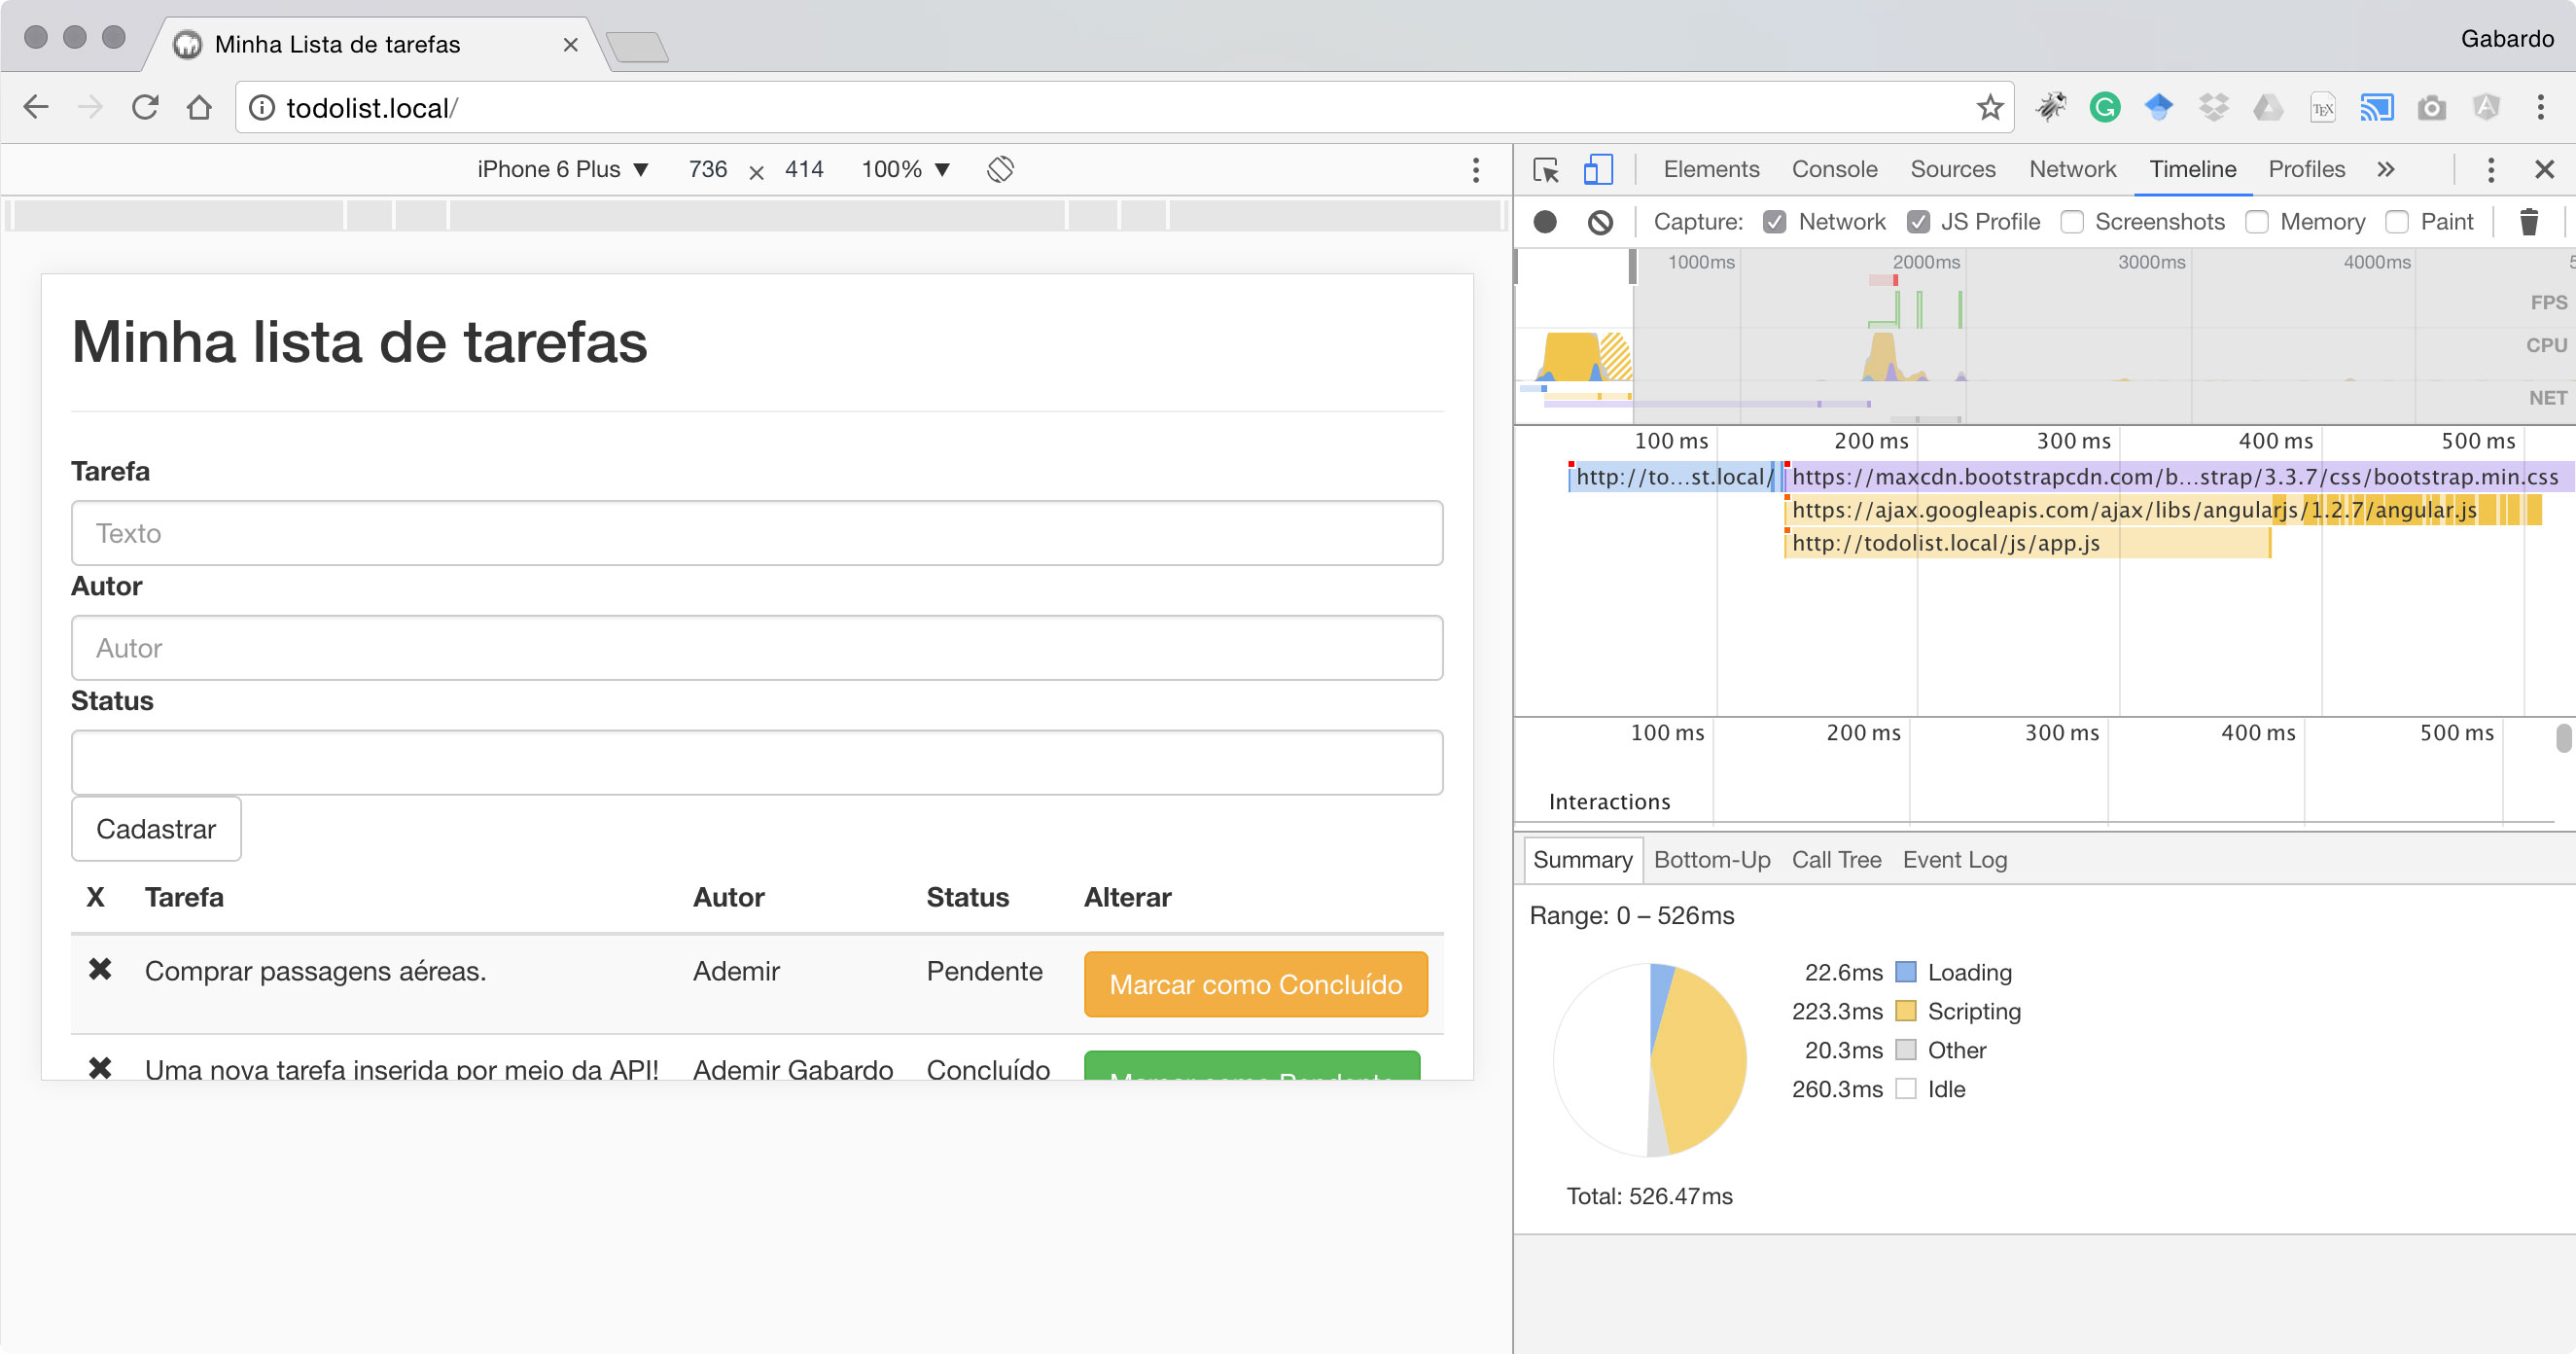 Minha Lista de tarefas
Gabardo
todolist.local/
iPhone 6 Plus ▼ 736 × 414 100% ▼
Elements Console Sources Network Timeline Profiles »
Capture: Network JS Profile Screenshots Memory Paint
1000ms 2000ms 3000ms 4000ms
FPS
CPU
NET
100 ms 200 ms 300 ms 400 ms 500 ms
http://to...st.local/ https://maxcdn.bootstrapcdn.com/b...strap/3.3.7/css/bootstrap.min.css
https://ajax.googleapis.com/ajax/libs/angularjs/1.2.7/angular.js
http://todolist.local/js/app.js
100 ms 200 ms 300 ms 400 ms 500 ms
Interactions
Summary Bottom-Up Call Tree Event Log
Range: 0 – 526ms
22.6ms Loading
223.3ms Scripting
20.3ms Other
260.3ms Idle
Total: 526.47ms
Minha lista de tarefas
Tarefa
Texto
Autor
Autor
Status
Cadastrar
X Tarefa Autor Status Alterar
Comprar passagens aéreas. Ademir Pendente Marcar como Concluído
Uma nova tarefa inserida por meio da API! Ademir Gabardo Concluído Marcar como Pendente